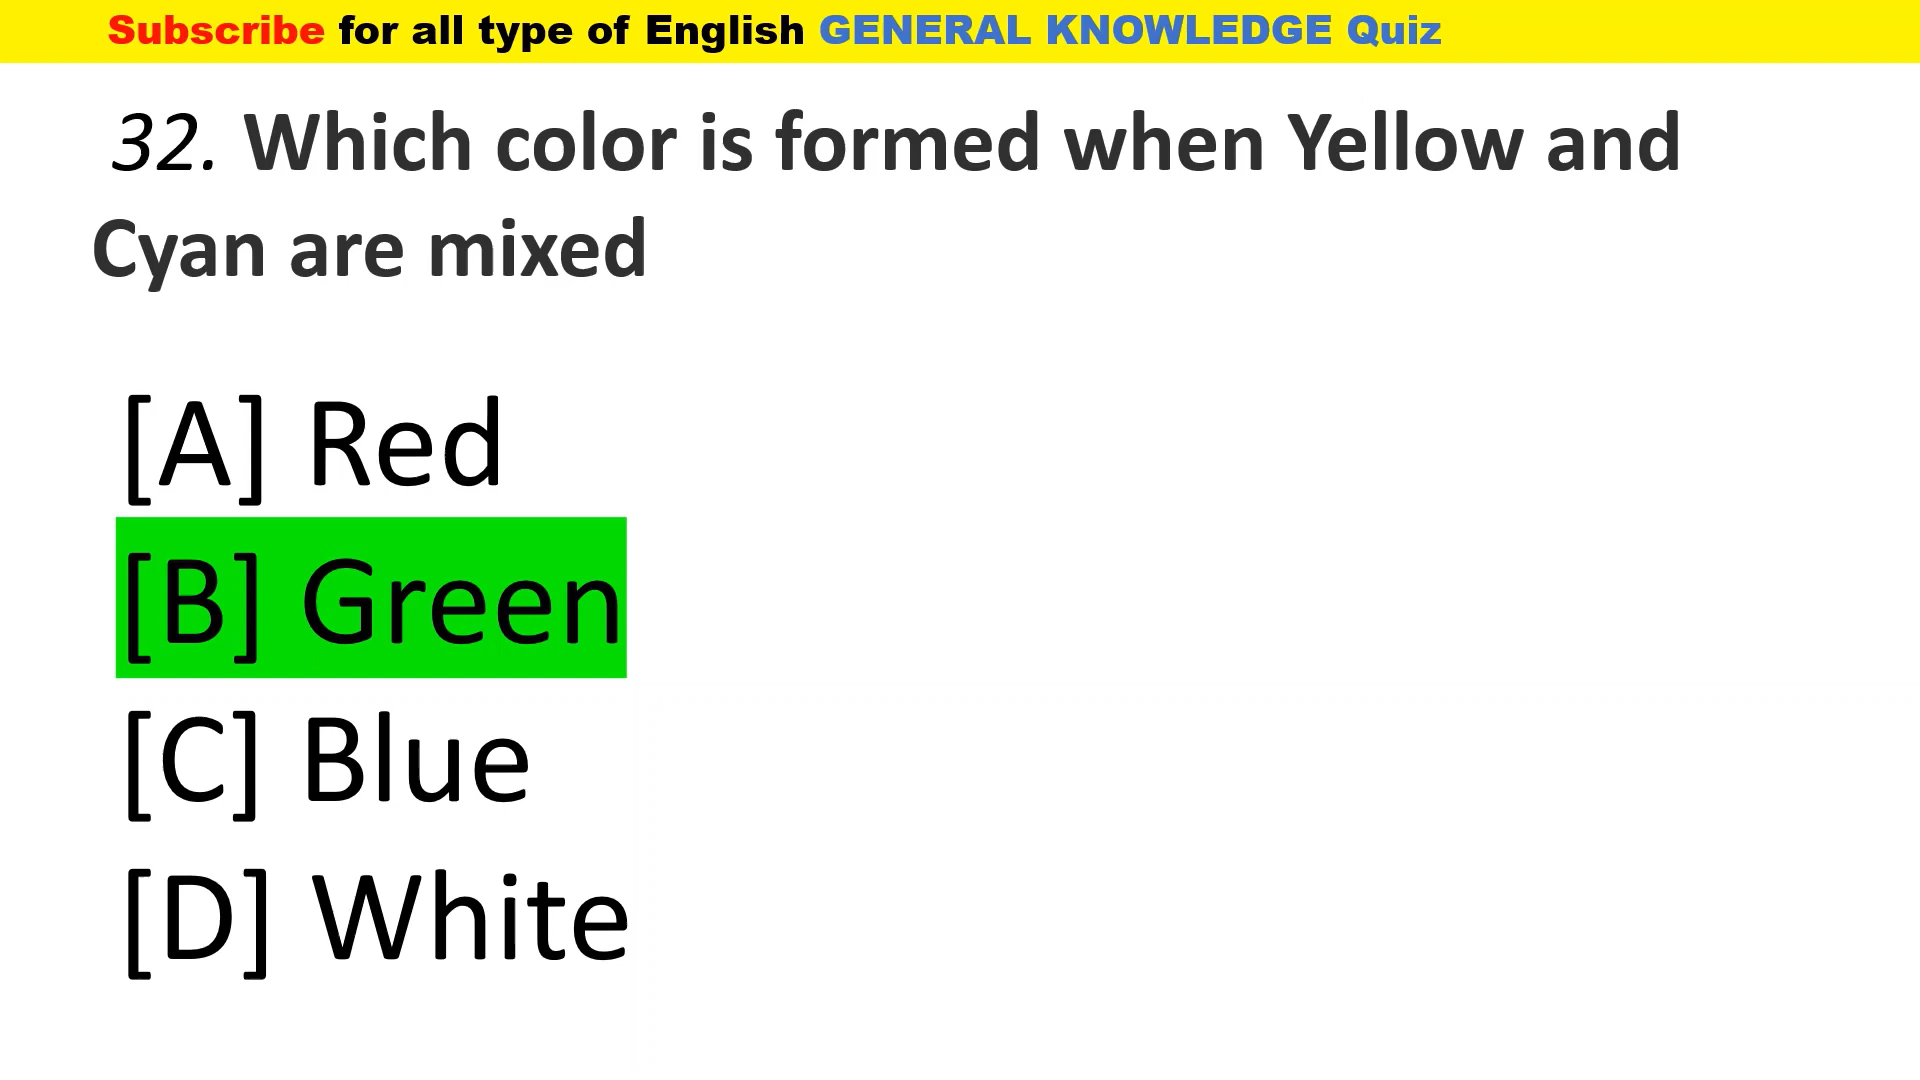 Subscribe for all type of English GENERAL KNOWLEDGE Quiz
32. Which color is formed when Yellow and
Cyan are mixed
[A] Red
[B] Green
[C] Blue
[D] White